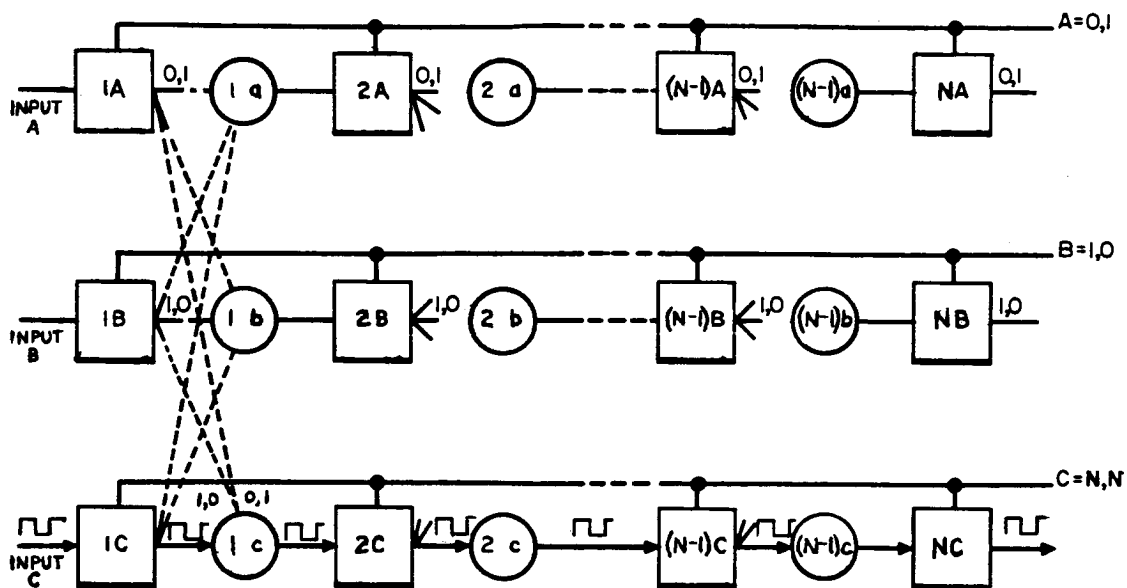 A=0,1
1A 0,1 1 a 2A 0,1 2 a (N-1)A 0,1 (N-1)a NA 0,1
INPUT
A
B=1,0
1B 1,0 1 b 2B 1,0 2 b (N-1)B 1,0 (N-1)b NB 1,0
INPUT
B
C=N,N
1,0 0,1
1C 1 c 2C 2 c (N-1)C (N-1)c NC
INPUT
C